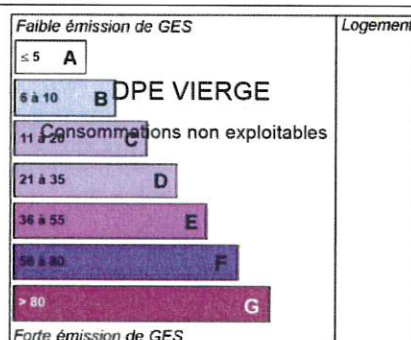 Faible émission de GES
Logement
≤ 5 A
6 à 10 B
DPE VIERGE
Consommations non exploitables
11 à 20 C
21 à 35 D
36 à 55 E
56 à 80 F
> 80 G
Forte émission de GES